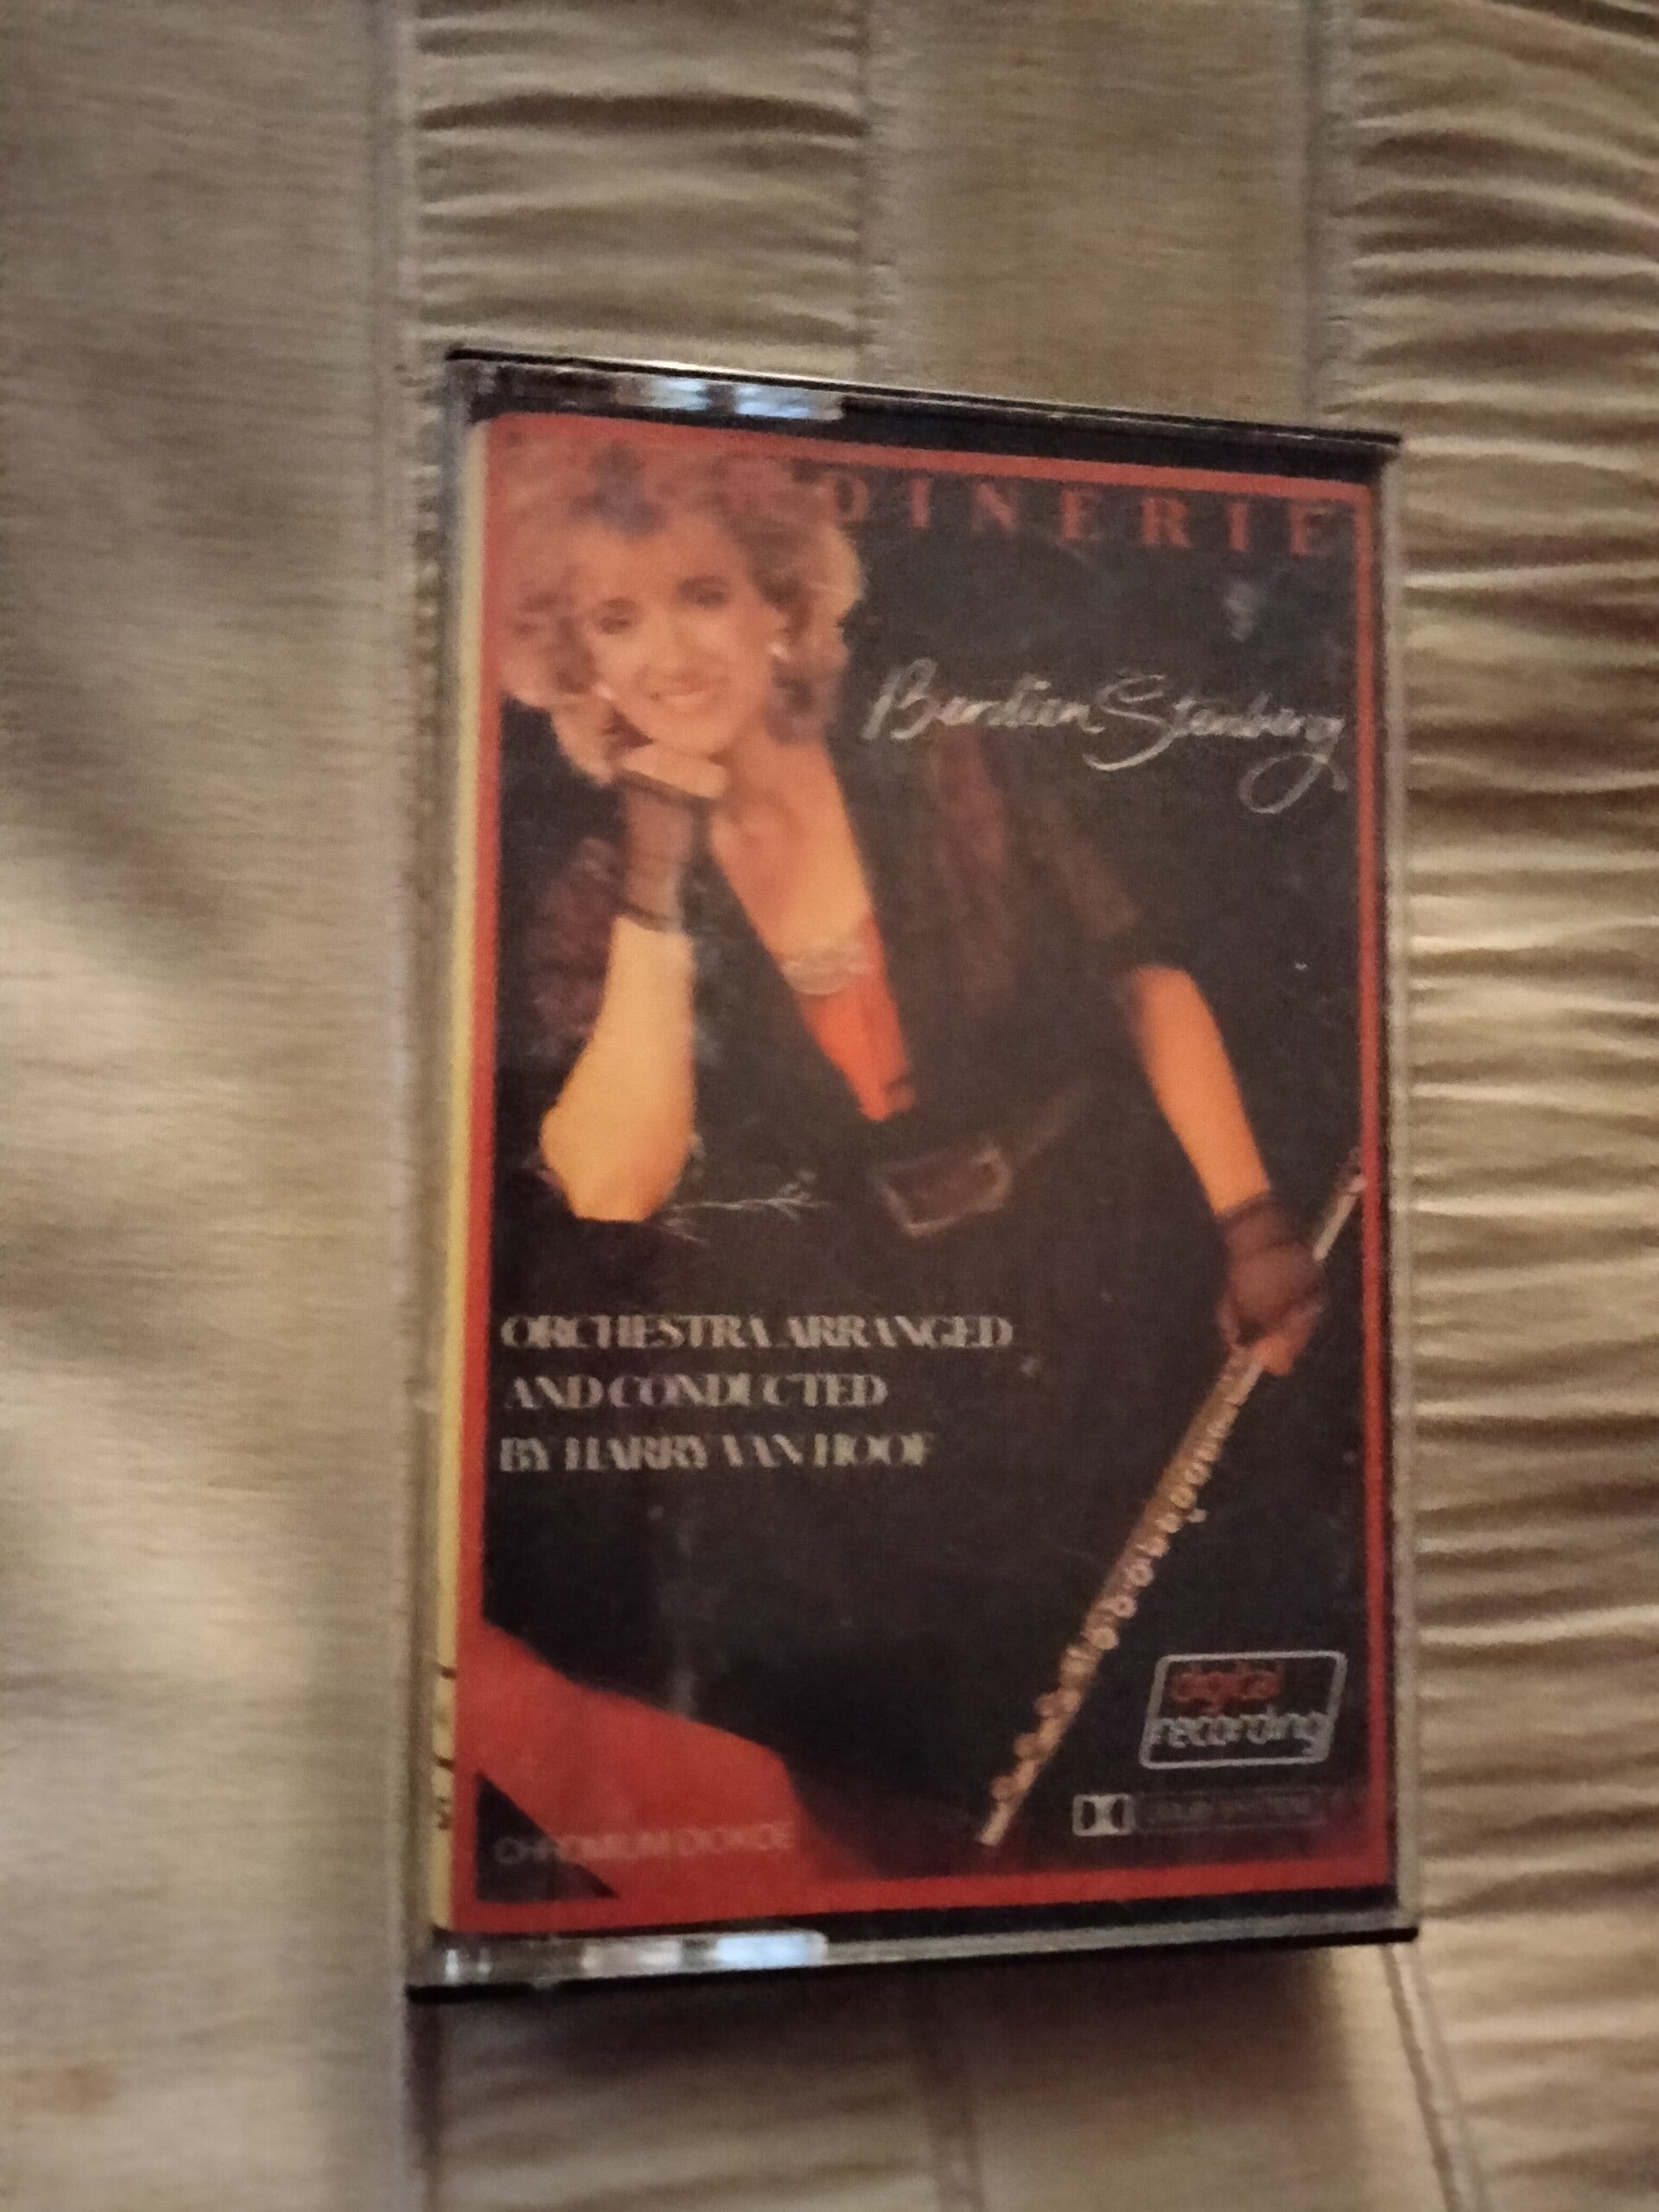 DINERIE
Berdien Stenberg
ORCHESTRA ARRANGED
AND CONDUCTED
BY HARRY VAN HOOF
digital
recording
CHROMIUM DIOXIDE